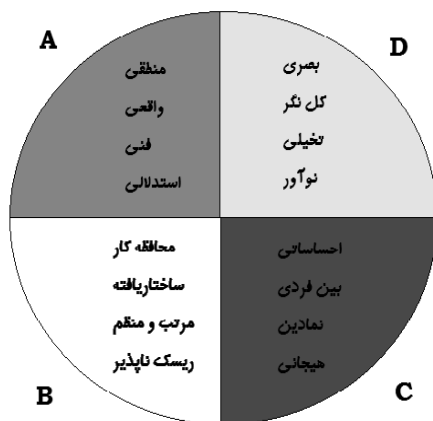 A
منطقی
واقعی
فنی
استدلالی
D
بصری
کل نگر
تخیلی
نوآور
محافظه کار
ساختاریافته
مرتب و منظم
ریسک ناپذیر
B
احساساتی
بین فردی
نمادین
هیجانی
C